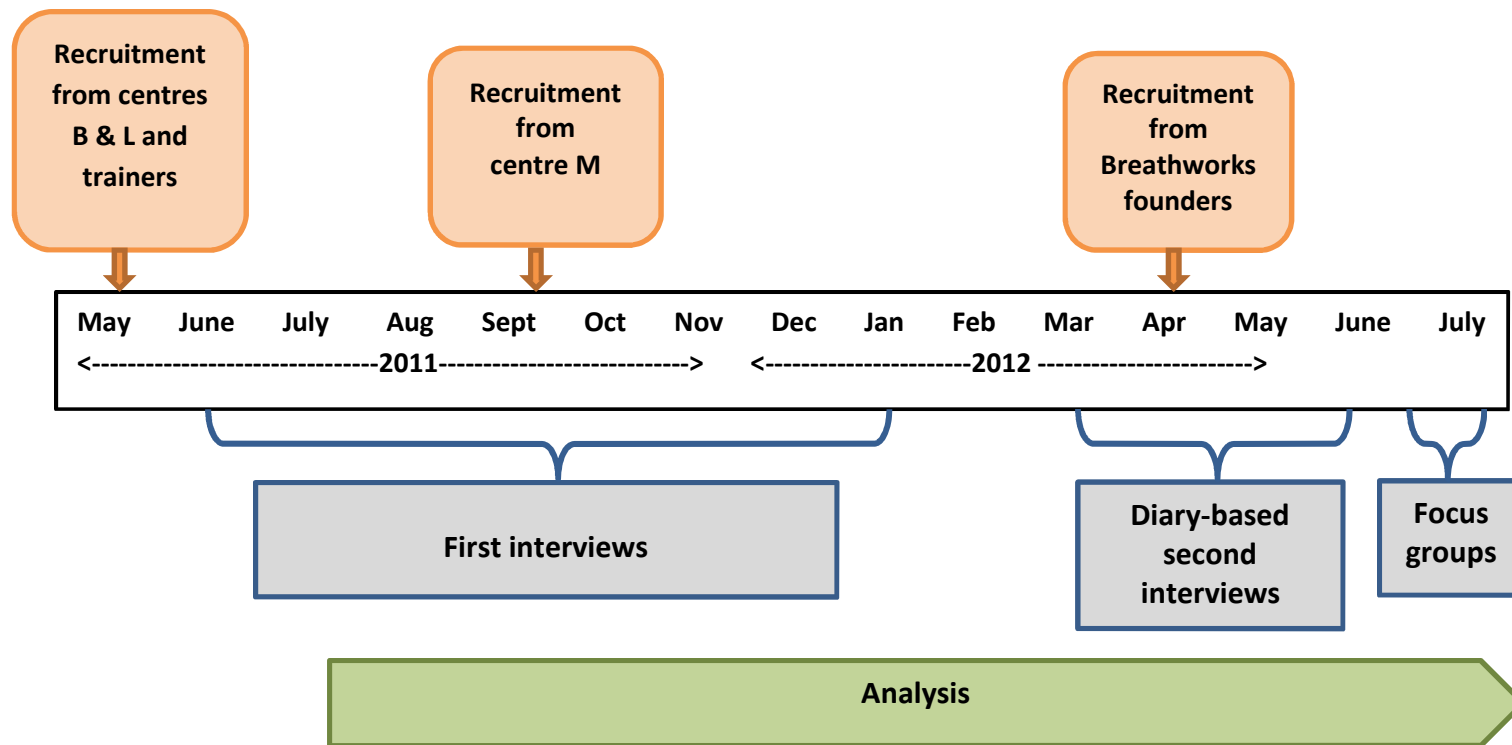 Recruitment
from centres
B & L and
trainers
Recruitment
from
centre M
Recruitment
from
Breathworks
founders
May June July Aug Sept Oct Nov Dec Jan Feb Mar Apr May June July
<--------------------------------2011----------------------------> <-----------------------2012 ------------------------>
First interviews
Diary-based
second
interviews
Focus
groups
Analysis